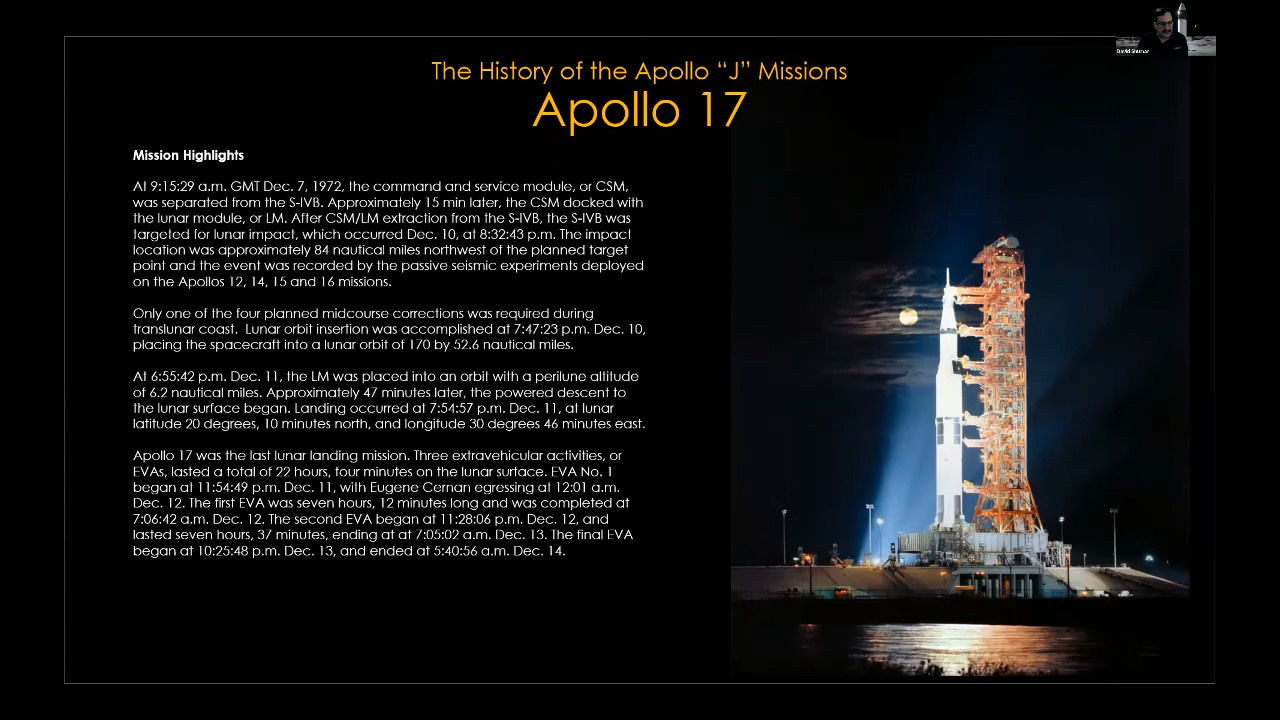 David Shuman
The History of the Apollo “J” Missions
Apollo 17
Mission Highlights
At 9:15:29 a.m. GMT Dec. 7, 1972, the command and service module, or CSM,
was separated from the S-IVB. Approximately 15 min later, the CSM docked with
the lunar module, or LM. After CSM/LM extraction from the S-IVB, the S-IVB was
targeted for lunar impact, which occurred Dec. 10, at 8:32:43 p.m. The impact
location was approximately 84 nautical miles northwest of the planned target
point and the event was recorded by the passive seismic experiments deployed
on the Apollos 12, 14, 15 and 16 missions.
Only one of the four planned midcourse corrections was required during
translunar coast. Lunar orbit insertion was accomplished at 7:47:23 p.m. Dec. 10,
placing the spacecraft into a lunar orbit of 170 by 52.6 nautical miles.
At 6:55:42 p.m. Dec. 11, the LM was placed into an orbit with a perilune altitude
of 6.2 nautical miles. Approximately 47 minutes later, the powered descent to
the lunar surface began. Landing occurred at 7:54:57 p.m. Dec. 11, at lunar
latitude 20 degrees, 10 minutes north, and longitude 30 degrees 46 minutes east.
Apollo 17 was the last lunar landing mission. Three extravehicular activities, or
EVAs, lasted a total of 22 hours, four minutes on the lunar surface. EVA No. 1
began at 11:54:49 p.m. Dec. 11, with Eugene Cernan egressing at 12:01 a.m.
Dec. 12. The first EVA was seven hours, 12 minutes long and was completed at
7:06:42 a.m. Dec. 12. The second EVA began at 11:28:06 p.m. Dec. 12, and
lasted seven hours, 37 minutes, ending at at 7:05:02 a.m. Dec. 13. The final EVA
began at 10:25:48 p.m. Dec. 13, and ended at 5:40:56 a.m. Dec. 14.